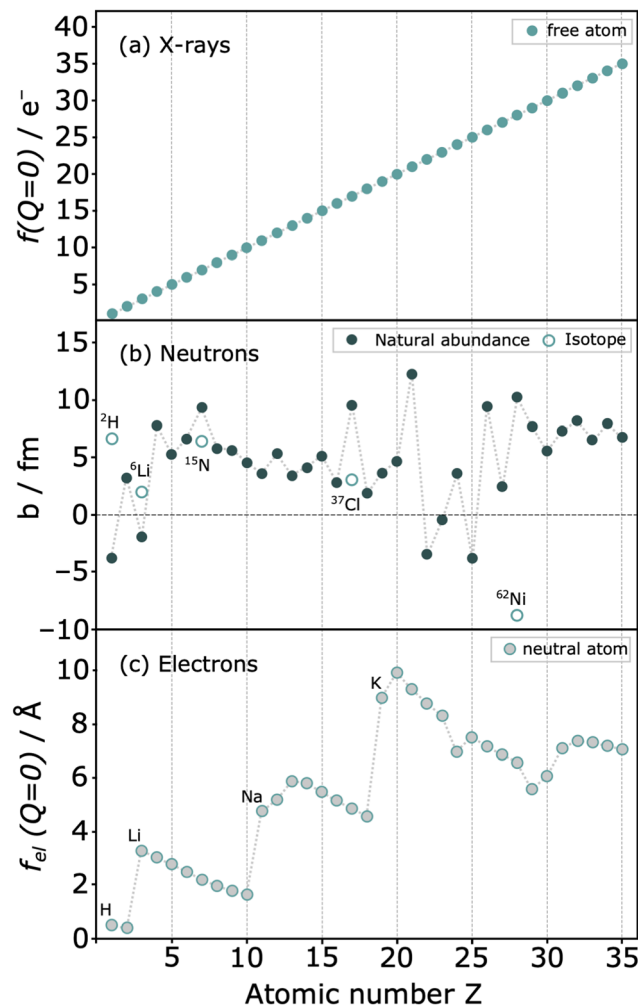 40
(a) X-rays
free atom
35
30
25
20
15
10
5
f(Q=0) / e⁻
15
(b) Neutrons
Natural abundance
Isotope
10
²H
⁶Li
¹⁵N
5
³⁷Cl
0
−5
⁶²Ni
−10
b / fm
(c) Electrons
neutral atom
10
K
8
6
Na
4
Li
2
H
0
f_el (Q=0) / Å
5 10 15 20 25 30 35
Atomic number Z